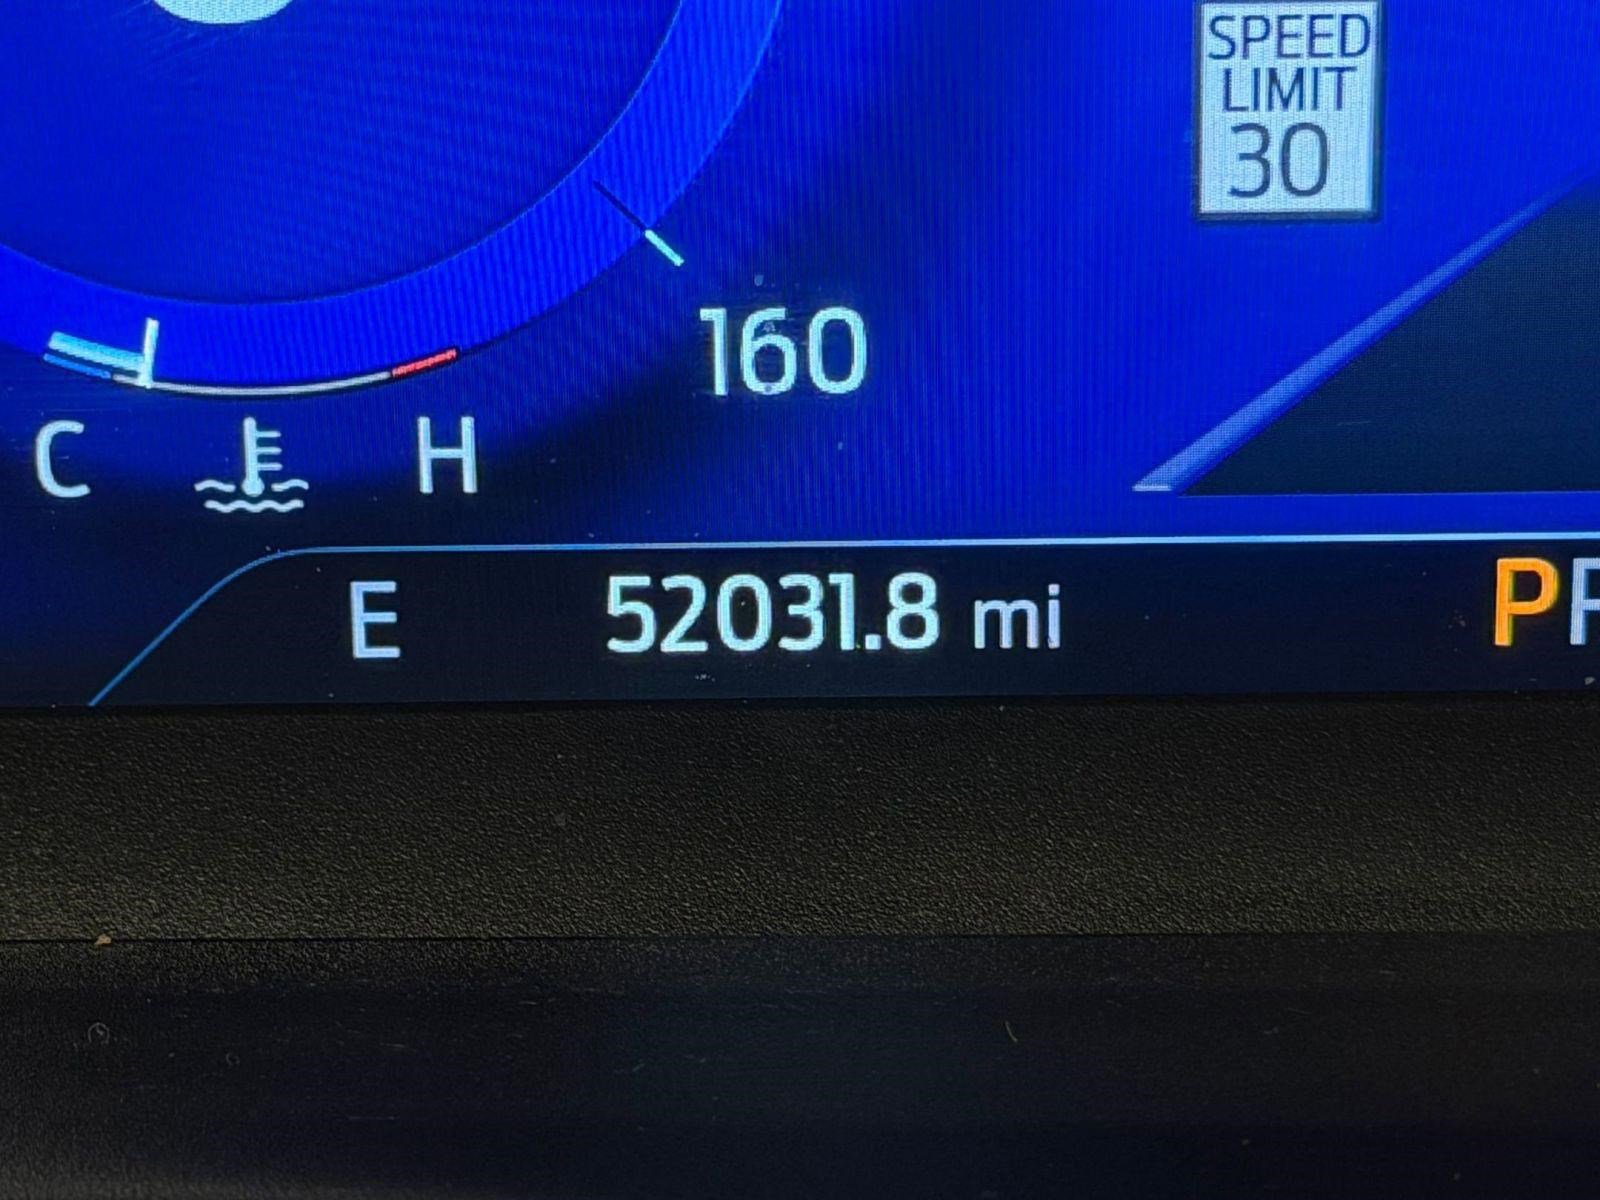 SPEED
LIMIT
30
160
C H
E 52031.8 mi P